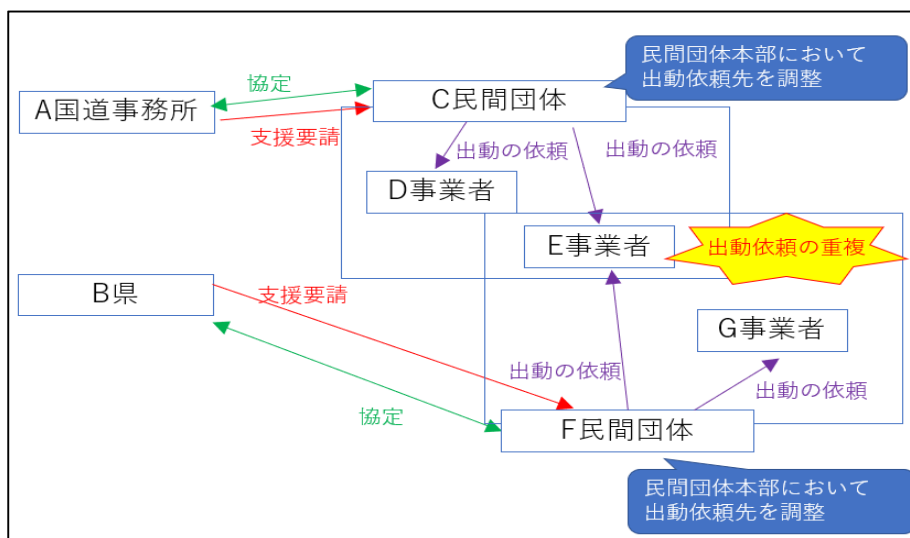 民間団体本部において
出動依頼先を調整
協定
C民間団体
A国道事務所
支援要請
出動の依頼
出動の依頼
D事業者
E事業者
出動依頼の重複
B県
支援要請
G事業者
出動の依頼
出動の依頼
協定
F民間団体
民間団体本部において
出動依頼先を調整